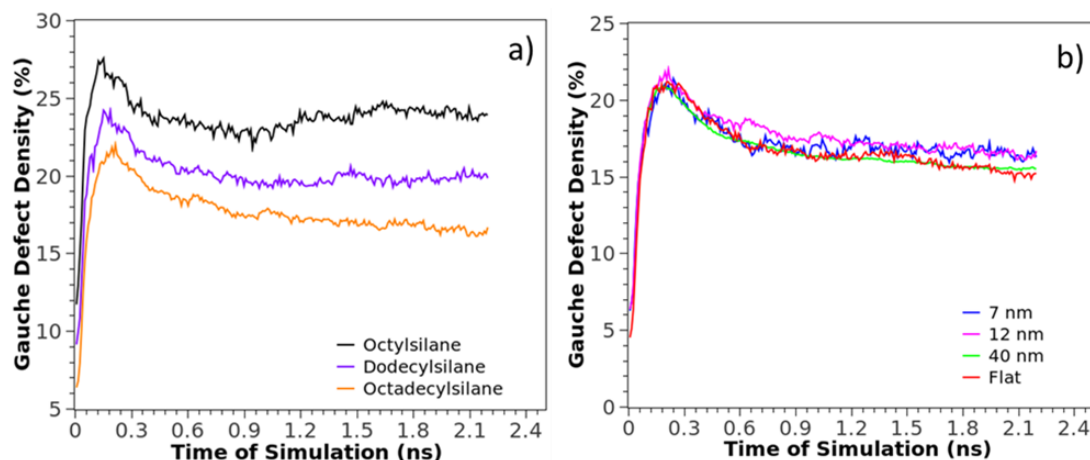 a)
30
25
20
15
10
5
Gauche Defect Density (%)
Octylsilane
Dodecylsilane
Octadecylsilane
0 0.3 0.6 0.9 1.2 1.5 1.8 2.1 2.4
Time of Simulation (ns)
b)
25
20
15
10
5
0
Gauche Defect Density (%)
7 nm
12 nm
40 nm
Flat
0 0.3 0.6 0.9 1.2 1.5 1.8 2.1 2.4
Time of Simulation (ns)